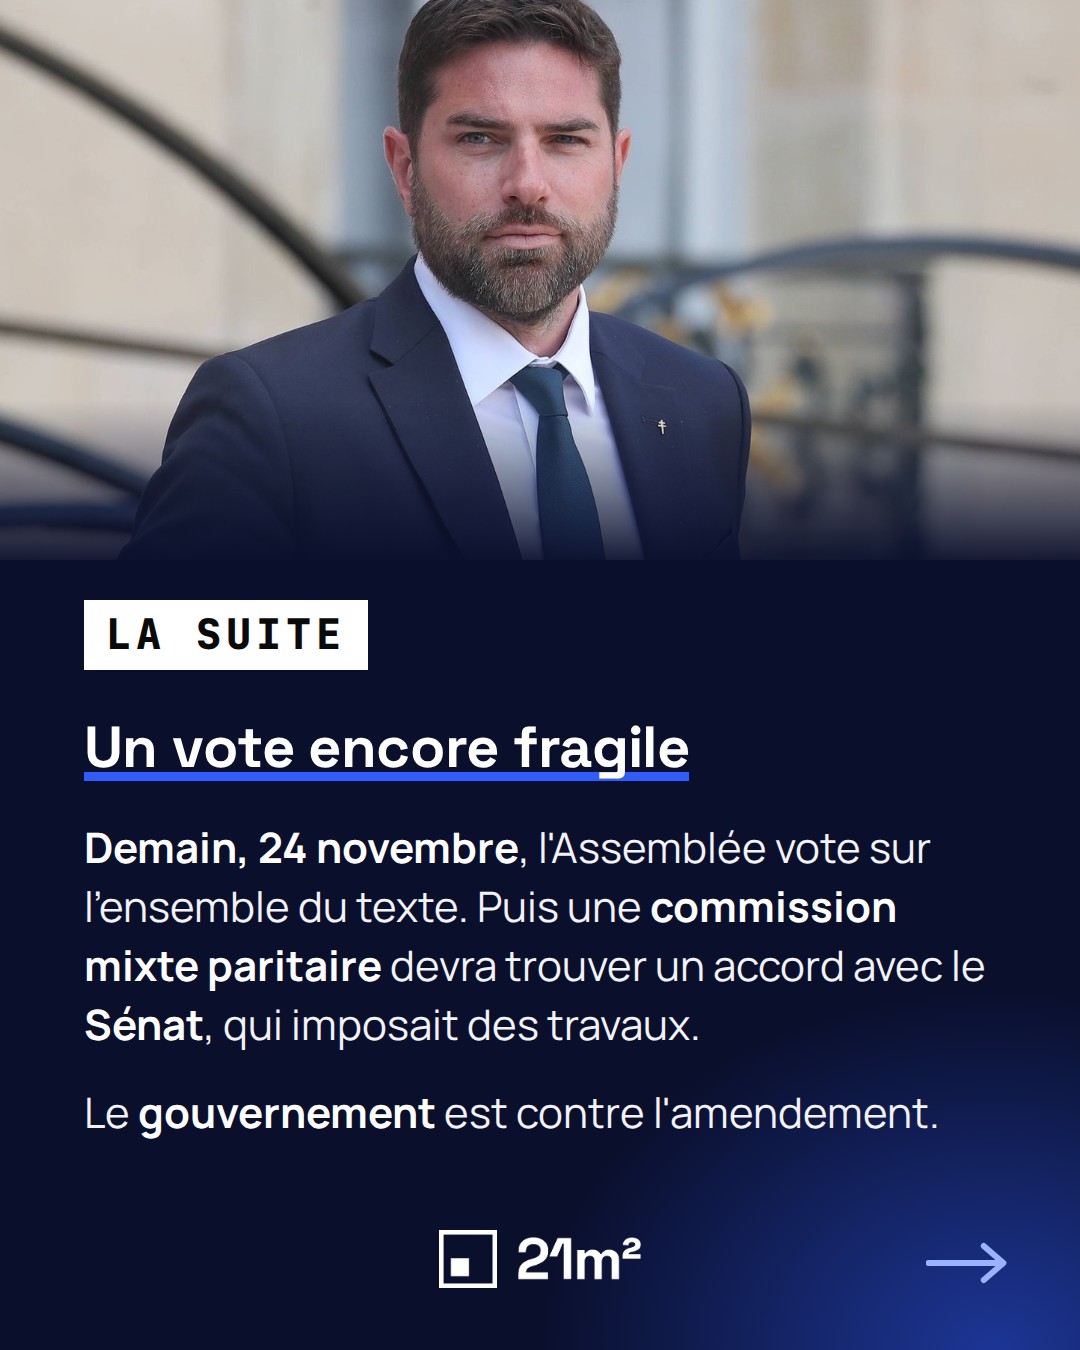 LA SUITE
Un vote encore fragile
Demain, 24 novembre, l'Assemblée vote sur
l’ensemble du texte. Puis une commission
mixte paritaire devra trouver un accord avec le
Sénat, qui imposait des travaux.
Le gouvernement est contre l'amendement.
21m²